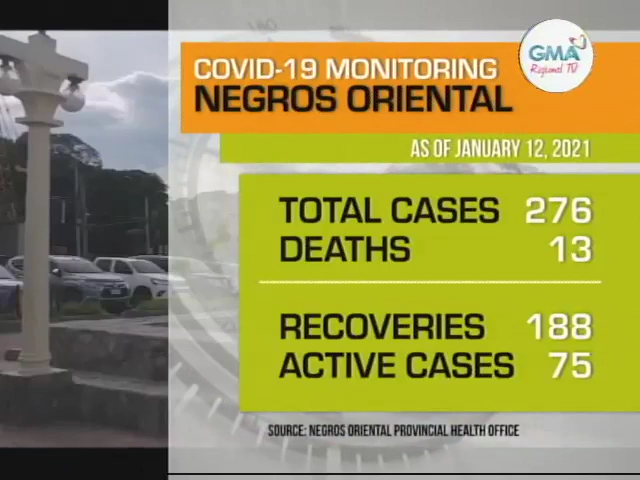 GMA
Regional TV
COVID-19 MONITORING
NEGROS ORIENTAL
AS OF JANUARY 12, 2021
TOTAL CASES 276
DEATHS 13
RECOVERIES 188
ACTIVE CASES 75
SOURCE: NEGROS ORIENTAL PROVINCIAL HEALTH OFFICE